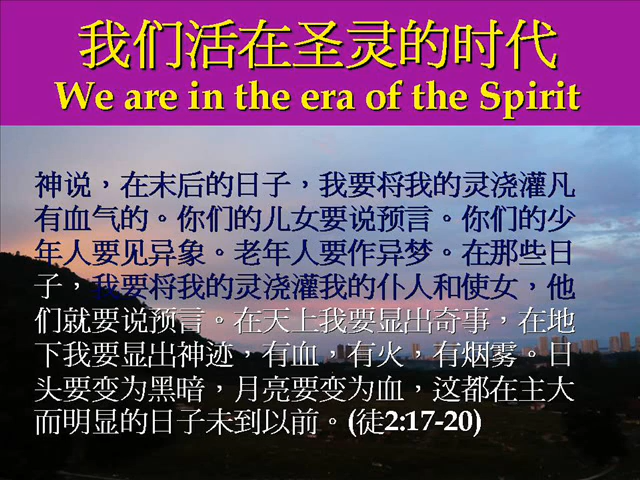 我们活在圣灵的时代
We are in the era of the Spirit
神说，在末后的日子，我要将我的灵浇灌凡
有血气的。你们的儿女要说预言。你们的少
年人要见异象。老年人要作异梦。在那些日
子，我要将我的灵浇灌我的仆人和使女，他
们就要说预言。在天上我要显出奇事，在地
下我要显出神迹，有血，有火，有烟雾。日
头要变为黑暗，月亮要变为血，这都在主大
而明显的日子未到以前。(徒2:17-20)